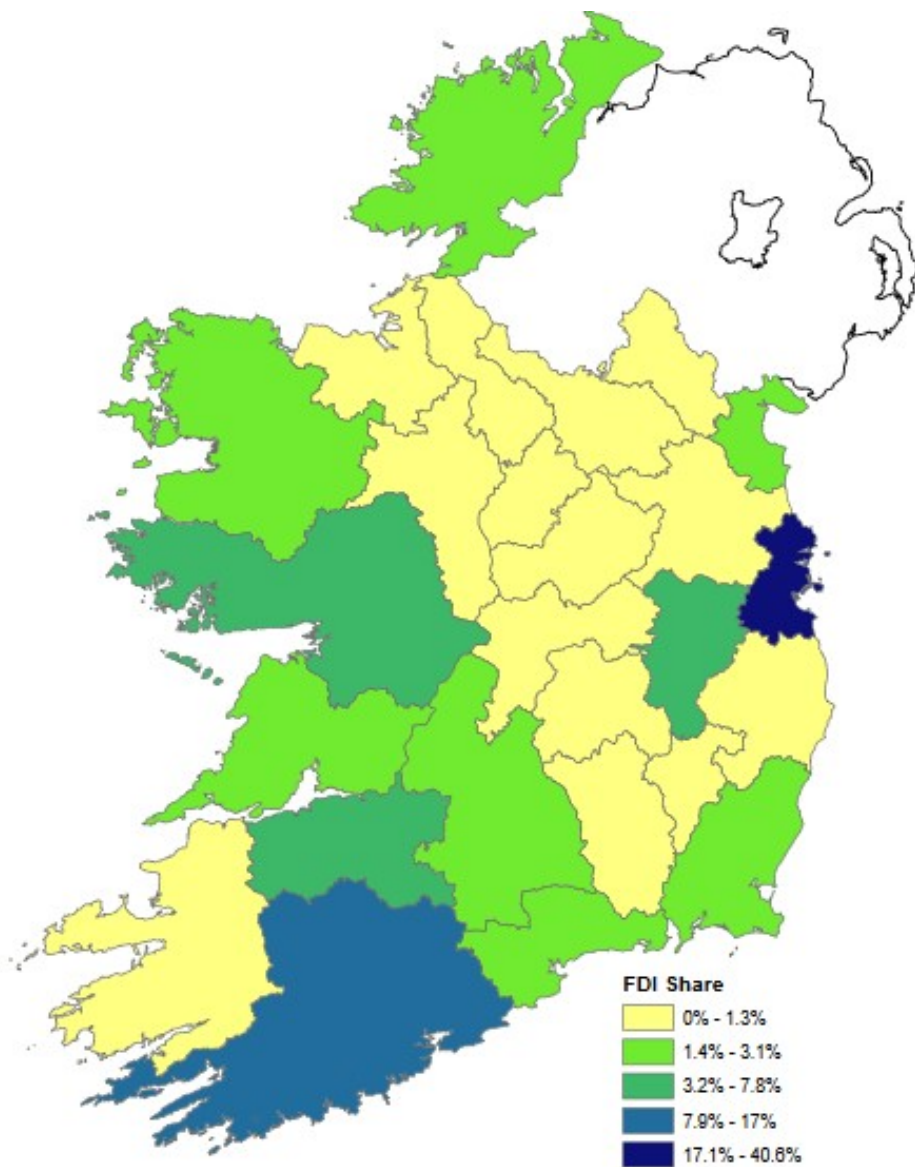 FDI Share
0% - 1.3%
1.4% - 3.1%
3.2% - 7.8%
7.9% - 17%
17.1% - 40.6%